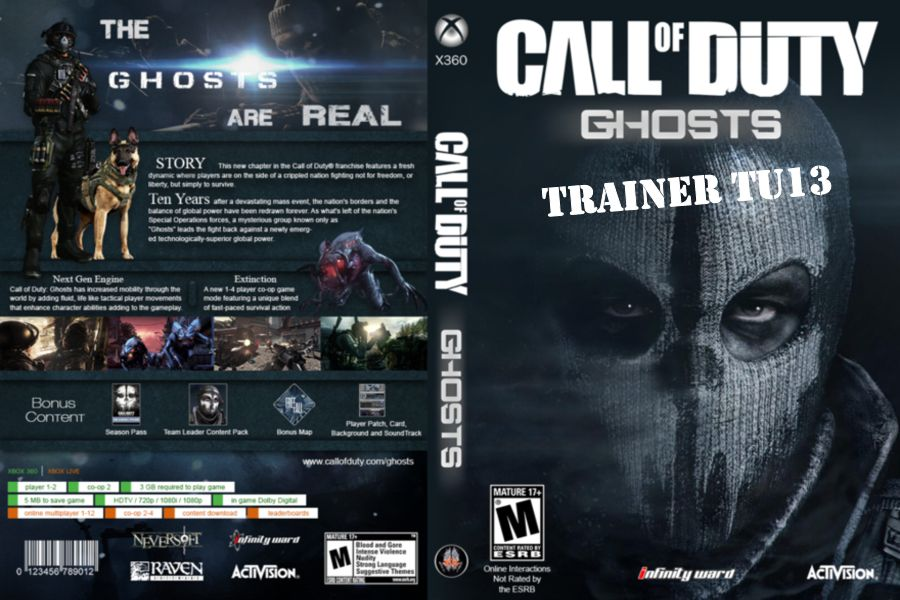 THE
GHOSTS
ARE REAL
STORY This new chapter in the Call of Duty® franchise features a fresh
dynamic where players are on the side of a crippled nation fighting not for freedom, or
liberty, but simply to survive.
Ten Years after a devastating mass event, the nation's borders and the
balance of global power have been redrawn forever. As what's left of the nation's
Special Operations forces, a mysterious group known only as
"Ghosts" leads the fight back against a newly emerg-
ed technologically-superior global power.
Next Gen Engine
Call of Duty: Ghosts has increased mobility through the
world by adding fluid, life like tactical player movements
that enhance character abilities adding to the gameplay.
Extinction
A new 1-4 player co-op game
mode featuring a unique blend
of fast-paced survival action
Bonus
Content
Season Pass
Team Leader Content Pack
Bonus Map
Player Patch, Card,
Background and SoundTrack
www.callofduty.com/ghosts
XBOX 360 | XBOX LIVE
player 1-2 co-op 2 3 GB required to play game
5 MB to save game HDTV / 720p / 1080i / 1080p in game Dolby Digital
online multiplayer 1-12 co-op 2-4 content download leaderboards
NEVERSOFT infinity ward
RAVEN ACTIVISION
0 123456 789012
MATURE 17+
M
Blood and Gore
Intense Violence
Nudity
Strong Language
Suggestive Themes
ESRB CONTENT RATING www.esrb.org
X360
CALL OF DUTY
GHOSTS
CALL OF DUTY
GHOSTS
TRAINER TU13
MATURE 17+
M
CONTENT RATED BY
ESRB
Online Interactions
Not Rated by
the ESRB
infinity ward
ACTIVISION